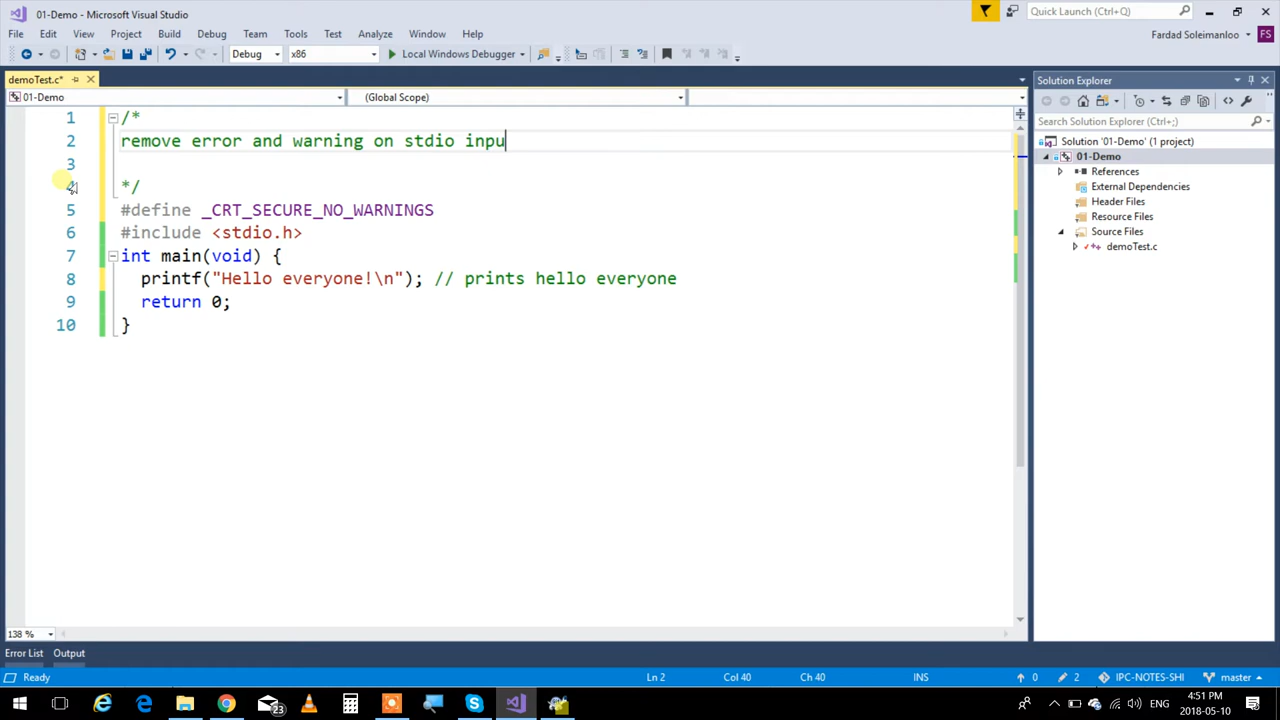 01-Demo - Microsoft Visual Studio
Quick Launch (Ctrl+Q)
File Edit View Project Build Debug Team Tools Test Analyze Window Help
Fardad Soleimanloo FS
Debug x86 Local Windows Debugger
demoTest.c*
Solution Explorer
01-Demo (Global Scope)
Search Solution Explorer (Ctrl+;)
Solution '01-Demo' (1 project)
01-Demo
References
External Dependencies
Header Files
Resource Files
Source Files
demoTest.c
1 /*
2 remove error and warning on stdio inpu
3
4 */
5 #define _CRT_SECURE_NO_WARNINGS
6 #include <stdio.h>
7 int main(void) {
8 printf("Hello everyone!\n"); // prints hello everyone
9 return 0;
10 }
138 %
Error List Output
Ready Ln 2 Col 40 Ch 40 INS 0 2 IPC-NOTES-SHI master
23
ENG
4:51 PM
2018-05-10